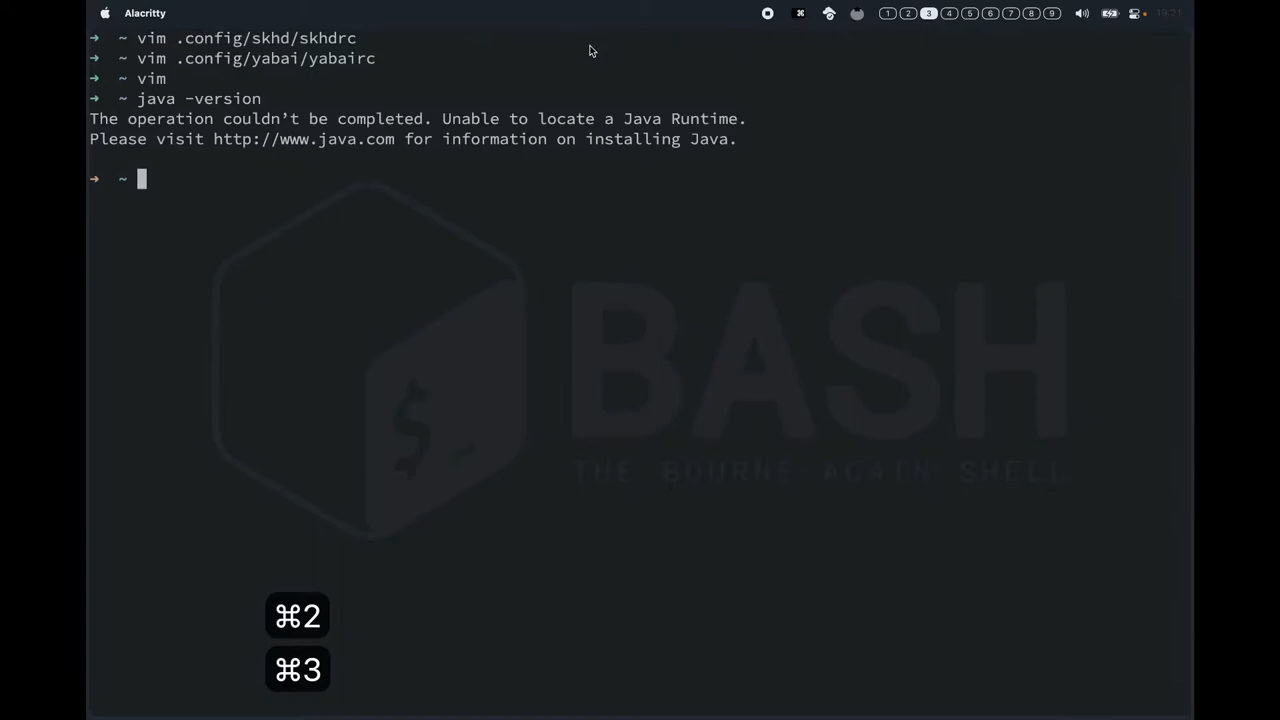 Alacritty
⌘ 1 2 3 4 5 6 7 8 9 19:21
➜ ~ vim .config/skhd/skhdrc
➜ ~ vim .config/yabai/yabairc
➜ ~ vim
➜ ~ java -version
The operation couldn’t be completed. Unable to locate a Java Runtime.
Please visit http://www.java.com for information on installing Java.
➜ ~
$_
BASH
THE BOURNE-AGAIN SHELL
⌘2
⌘3